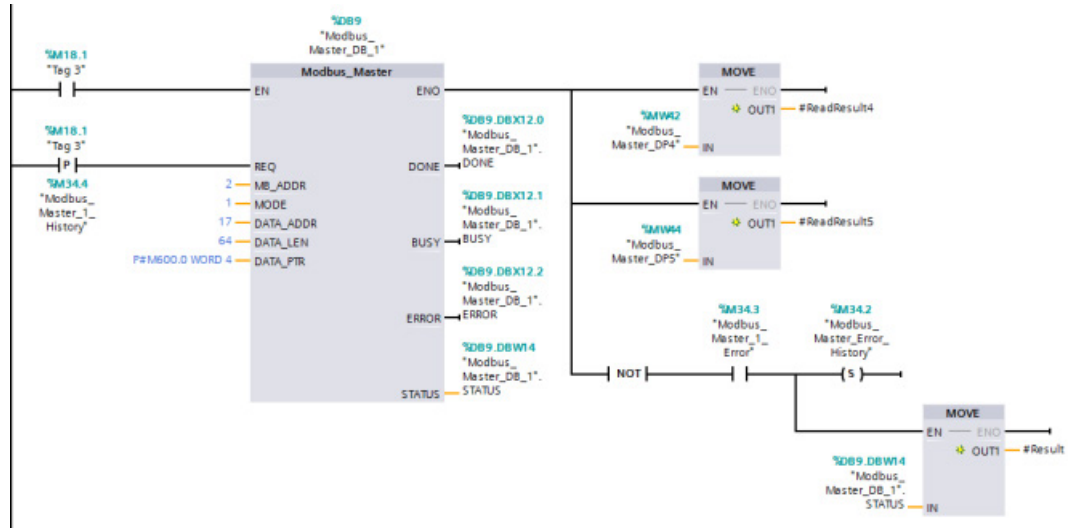 %DB9
"Modbus_
Master_DB_1"
%M18.1
"Tag 3"
Modbus_Master
EN
ENO
%M18.1
"Tag 3"
P
%M34.4
"Modbus_
Master_1_
History"
REQ
2
MB_ADDR
1
MODE
17
DATA_ADDR
64
DATA_LEN
P#M600.0 WORD 4
DATA_PTR
%DB9.DBX12.0
"Modbus_
Master_DB_1".
DONE
DONE
%DB9.DBX12.1
"Modbus_
Master_DB_1".
BUSY
BUSY
%DB9.DBX12.2
"Modbus_
Master_DB_1".
ERROR
ERROR
%DB9.DBW14
"Modbus_
Master_DB_1".
STATUS
STATUS
MOVE
EN
ENO
OUT1
#ReadResult4
%MW42
"Modbus_
Master_DP4"
IN
MOVE
EN
ENO
OUT1
#ReadResult5
%MW44
"Modbus_
Master_DP5"
IN
NOT
%M34.3
"Modbus_
Master_1_
Error"
%M34.2
"Modbus_
Master_Error_
History"
S
MOVE
EN
ENO
OUT1
#Result
%DB9.DBW14
"Modbus_
Master_DB_1".
STATUS
IN